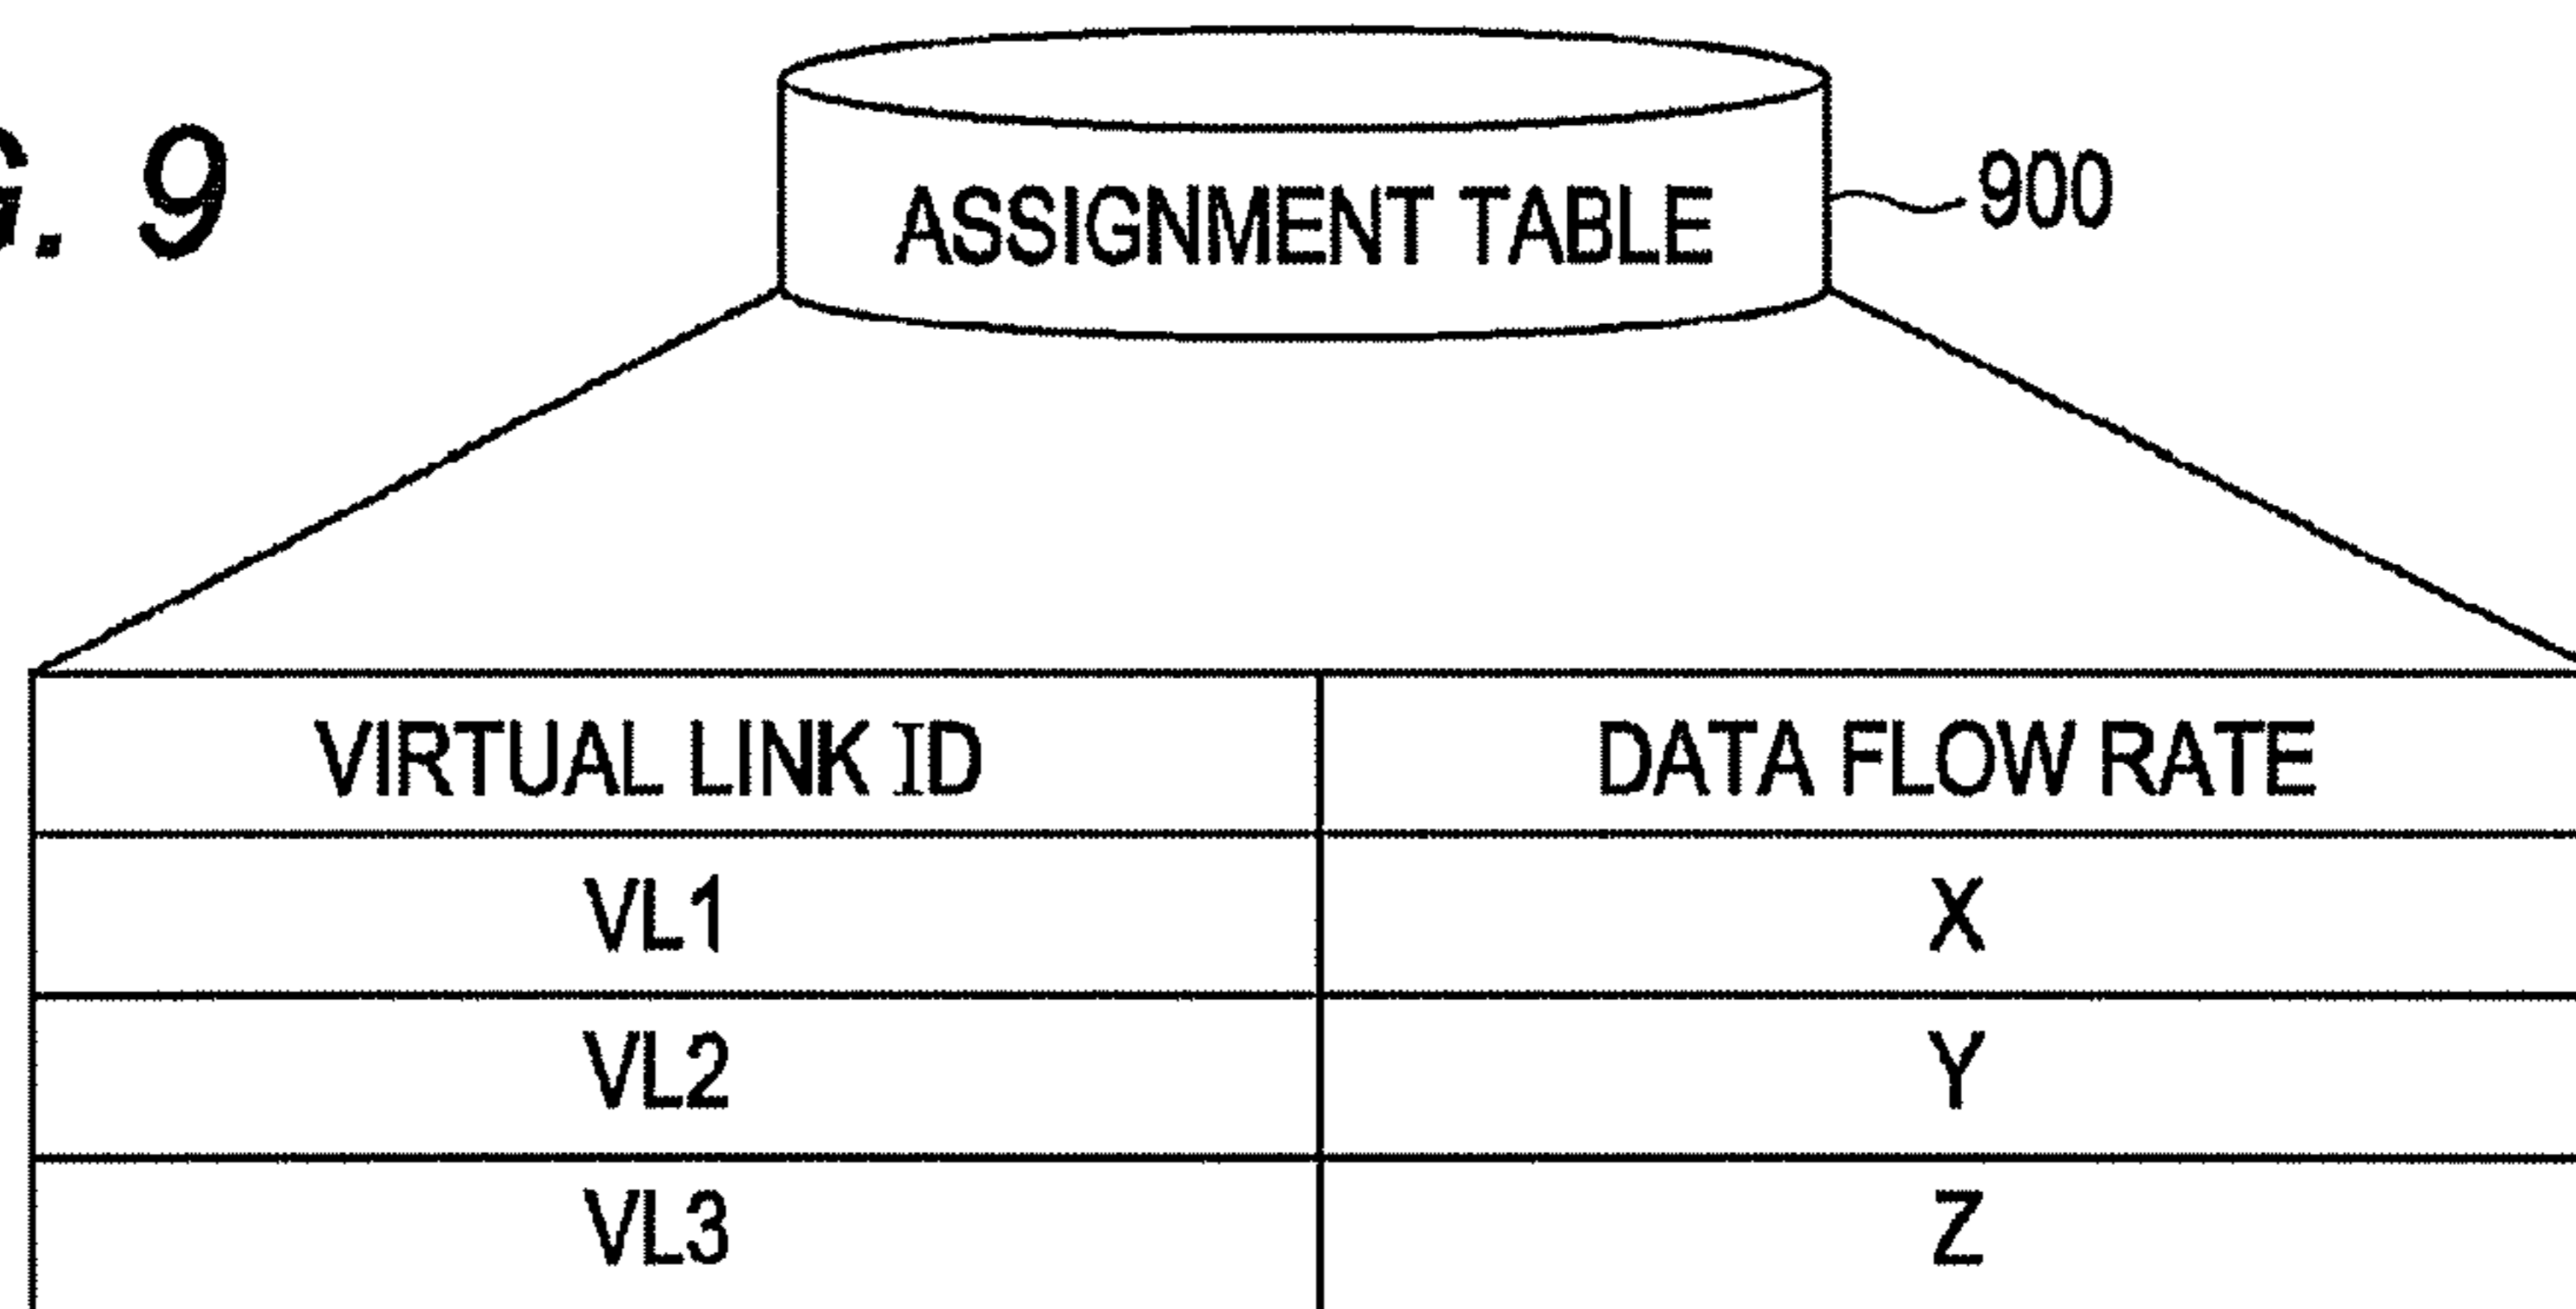 G. 9
ASSIGNMENT TABLE
900
VIRTUAL LINK ID DATA FLOW RATE
VL1 X
VL2 Y
VL3 Z